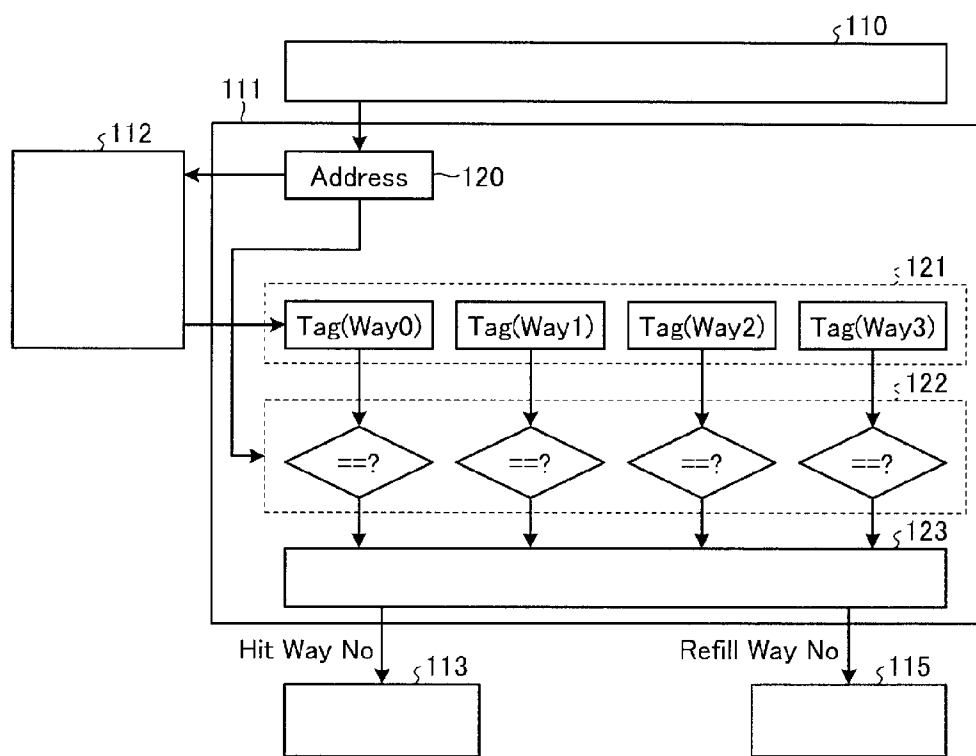 110
111
112
Address
120
121
Tag(Way0) Tag(Way1) Tag(Way2) Tag(Way3)
122
==? ==? ==? ==?
123
Hit Way No
Refill Way No
113
115